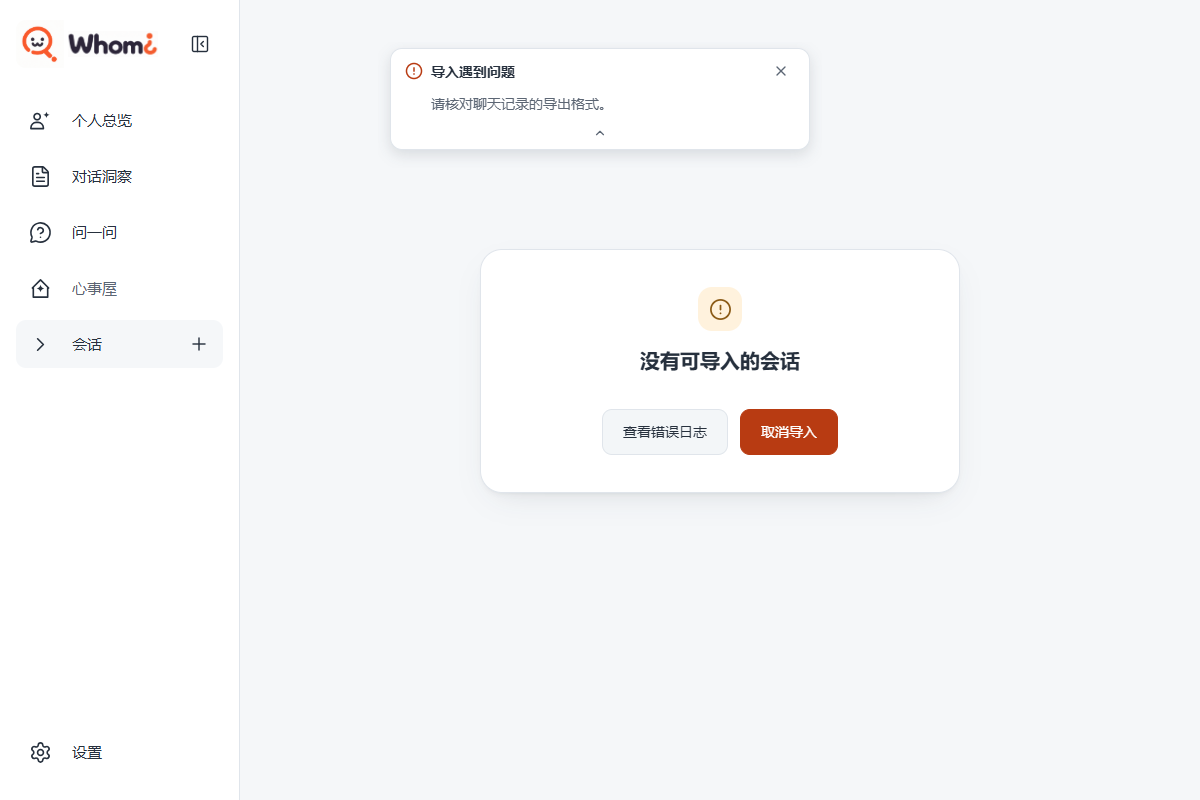 Whomi
个人总览
对话洞察
问一问
心事屋
会话
设置
导入遇到问题
请核对聊天记录的导出格式。
没有可导入的会话
查看错误日志
取消导入